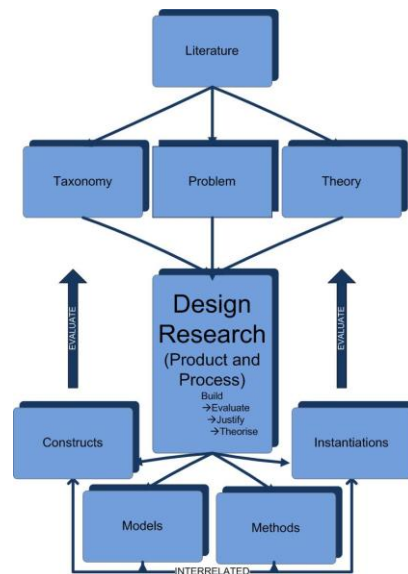 Literature
Taxonomy
Problem
Theory
Design
Research
(Product and
Process)
Build
→Evaluate
→Justify
→Theorise
EVALUATE
EVALUATE
Constructs
Instantiations
Models
Methods
INTERRELATED